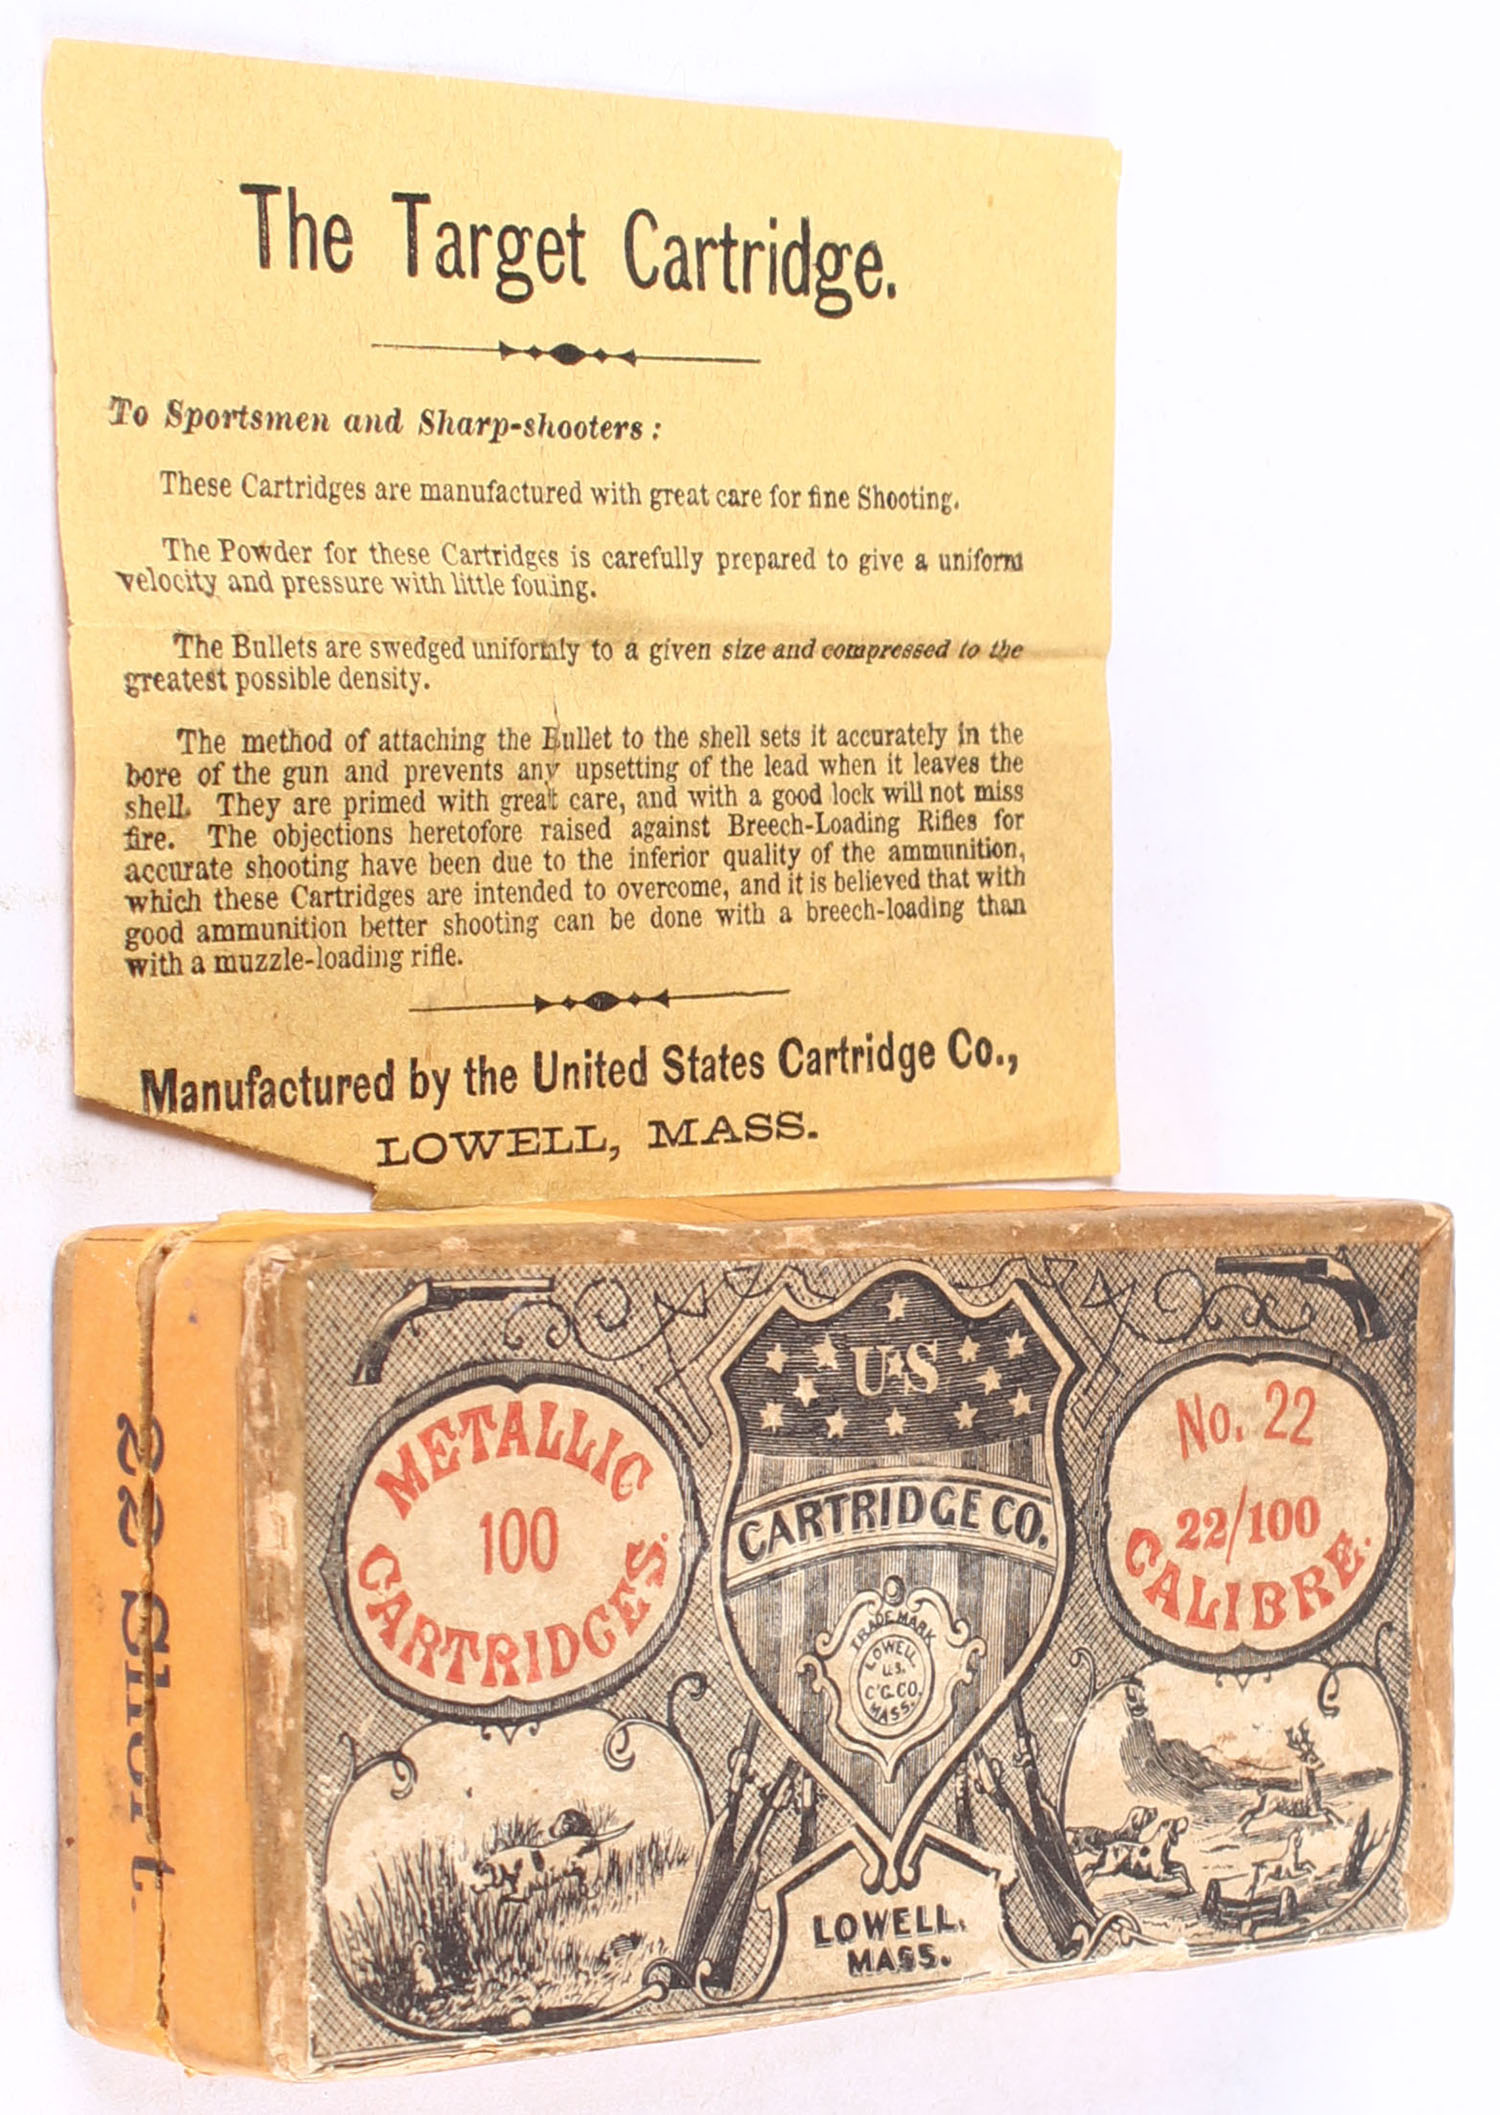 The Target Cartridge.
To Sportsmen and Sharp-shooters:
These Cartridges are manufactured with great care for fine Shooting.
The Powder for these Cartridges is carefully prepared to give a uniform
velocity and pressure with little fouling.
The Bullets are swedged uniformly to a given size and compressed to the
greatest possible density.
The method of attaching the Bullet to the shell sets it accurately in the
bore of the gun and prevents any upsetting of the lead when it leaves the
shell. They are primed with great care, and with a good lock will not miss
fire. The objections heretofore raised against Breech-Loading Rifles for
accurate shooting have been due to the inferior quality of the ammunition,
which these Cartridges are intended to overcome, and it is believed that with
good ammunition better shooting can be done with a breech-loading than
with a muzzle-loading rifle.
Manufactured by the United States Cartridge Co.,
LOWELL, MASS.
22 Short.
METALLIC
100
CARTRIDGES.
US
CARTRIDGE CO.
TRADE MARK
LOWELL
U.S.
C'G. CO.
MASS.
LOWELL.
MASS.
No. 22
22/100
CALIBRE.